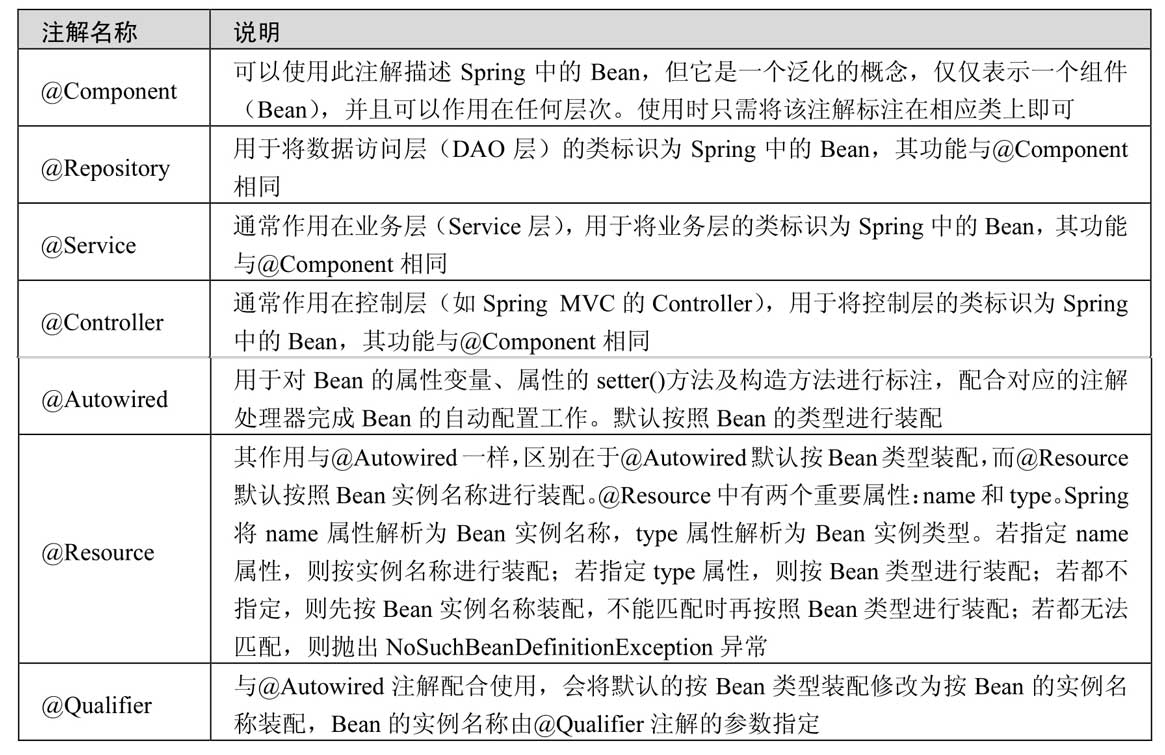 注解名称 说明
@Component
可以使用此注解描述 Spring 中的 Bean，但它是一个泛化的概念，仅仅表示一个组件
（Bean），并且可以作用在任何层次。使用时只需将该注解标注在相应类上即可
@Repository
用于将数据访问层（DAO 层）的类标识为 Spring 中的 Bean，其功能与@Component
相同
@Service
通常作用在业务层（Service 层），用于将业务层的类标识为 Spring 中的 Bean，其功能
与@Component 相同
@Controller
通常作用在控制层（如 Spring MVC 的 Controller），用于将控制层的类标识为 Spring
中的 Bean，其功能与@Component 相同
@Autowired
用于对 Bean 的属性变量、属性的 setter()方法及构造方法进行标注，配合对应的注解
处理器完成 Bean 的自动配置工作。默认按照 Bean 的类型进行装配
@Resource
其作用与@Autowired 一样，区别在于@Autowired 默认按 Bean 类型装配，而@Resource
默认按照 Bean 实例名称进行装配。@Resource 中有两个重要属性：name 和 type。Spring
将 name 属性解析为 Bean 实例名称，type 属性解析为 Bean 实例类型。若指定 name
属性，则按实例名称进行装配；若指定 type 属性，则按 Bean 类型进行装配；若都不
指定，则先按 Bean 实例名称装配，不能匹配时再按照 Bean 类型进行装配；若都无法
匹配，则抛出 NoSuchBeanDefinitionException 异常
@Qualifier
与@Autowired 注解配合使用，会将默认的按 Bean 类型装配修改为按 Bean 的实例名
称装配，Bean 的实例名称由@Qualifier 注解的参数指定